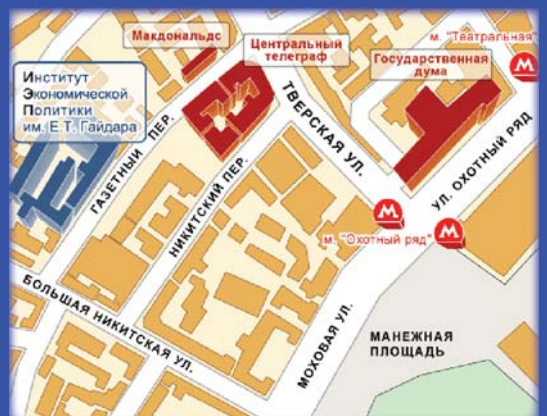 Макдональдс
Центральный
телеграф
м. "Театральная"
Государственная
дума
Институт
Экономической
Политики
им. Е.Т. Гайдара
ГАЗЕТНЫЙ ПЕР.
НИКИТСКИЙ ПЕР.
ТВЕРСКАЯ УЛ.
УЛ. ОХОТНЫЙ РЯД
М
М
М
м. "Охотный ряд"
БОЛЬШАЯ НИКИТСКАЯ УЛ.
МОХОВАЯ УЛ.
МАНЕЖНАЯ
ПЛОЩАДЬ